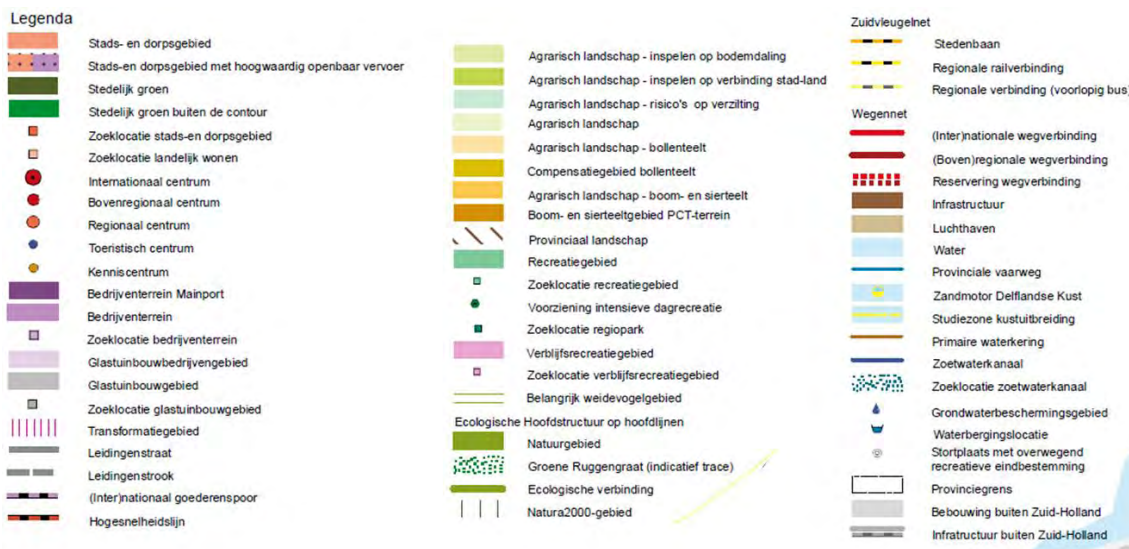 Legenda
Stads- en dorpsgebied
Stads-en dorpsgebied met hoogwaardig openbaar vervoer
Stedelijk groen
Stedelijk groen buiten de contour
Zoeklocatie stads-en dorpsgebied
Zoeklocatie landelijk wonen
Internationaal centrum
Bovenregionaal centrum
Regionaal centrum
Toeristisch centrum
Kenniscentrum
Bedrijventerrein Mainport
Bedrijventerrein
Zoeklocatie bedrijventerrein
Glastuinbouwbedrijvengebied
Glastuinbouwgebied
Zoeklocatie glastuinbouwgebied
Transformatiegebied
Leidingenstraat
Leidingenstrook
(Inter)nationaal goederenspoor
Hogesnelheidslijn
Agrarisch landschap - inspelen op bodemdaling
Agrarisch landschap - inspelen op verbinding stad-land
Agrarisch landschap - risico's op verzilting
Agrarisch landschap
Agrarisch landschap - bollenteelt
Compensatiegebied bollenteelt
Agrarisch landschap - boom- en sierteelt
Boom- en sierteeltgebied PCT-terrein
Provinciaal landschap
Recreatiegebied
Zoeklocatie recreatiegebied
Voorziening intensieve dagrecreatie
Zoeklocatie regiopark
Verblijfsrecreatiegebied
Zoeklocatie verblijfsrecreatiegebied
Belangrijk weidevogelgebied
Ecologische Hoofdstructuur op hoofdlijnen
Natuurgebied
Groene Ruggengraat (indicatief trace)
Ecologische verbinding
Natura2000-gebied
Zuidvleugelnet
Stedenbaan
Regionale railverbinding
Regionale verbinding (voorlopig bus)
Wegennet
(Inter)nationale wegverbinding
(Boven)regionale wegverbinding
Reservering wegverbinding
Infrastructuur
Luchthaven
Water
Provinciale vaarweg
Zandmotor Delflandse Kust
Studiezone kustuitbreiding
Primaire waterkering
Zoetwaterkanaal
Zoeklocatie zoetwaterkanaal
Grondwaterbeschermingsgebied
Waterbergingslocatie
Stortplaats met overwegend
recreatieve eindbestemming
Provinciegrens
Bebouwing buiten Zuid-Holland
Infratructuur buiten Zuid-Holland